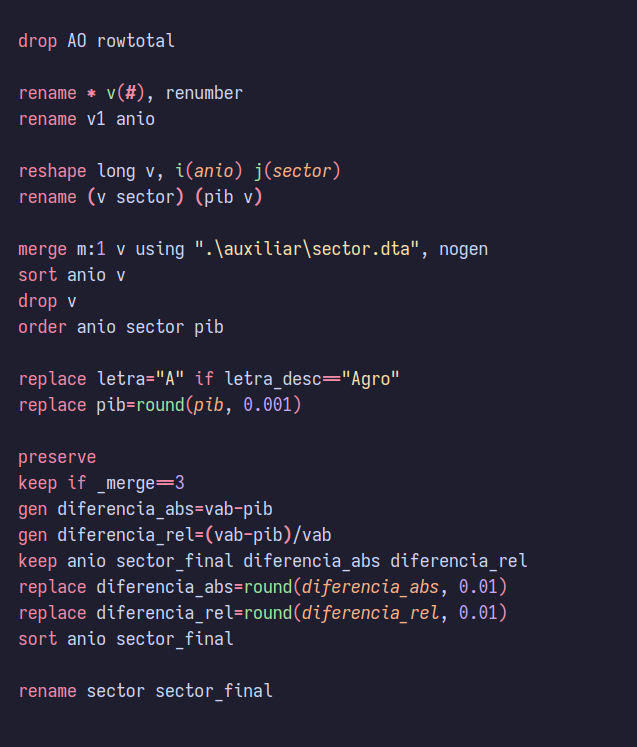 drop AO rowtotal
rename * v(#), renumber
rename v1 anio
reshape long v, i(anio) j(sector)
rename (v sector) (pib v)
merge m:1 v using ".\auxiliar\sector.dta", nogen
sort anio v
drop v
order anio sector pib
replace letra="A" if letra_desc=="Agro"
replace pib=round(pib, 0.001)
preserve
keep if _merge==3
gen diferencia_abs=vab-pib
gen diferencia_rel=(vab-pib)/vab
keep anio sector_final diferencia_abs diferencia_rel
replace diferencia_abs=round(diferencia_abs, 0.01)
replace diferencia_rel=round(diferencia_rel, 0.01)
sort anio sector_final
rename sector sector_final